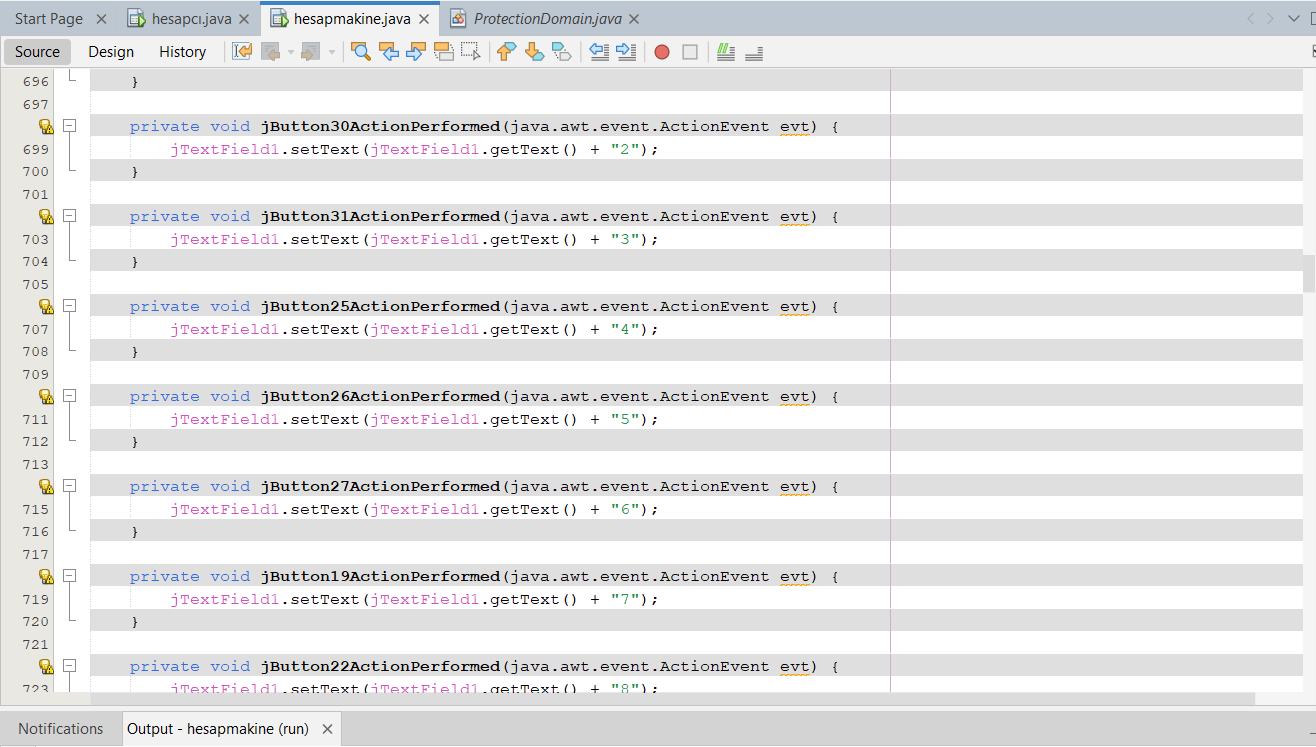 Start Page hesapcı.java hesapmakine.java ProtectionDomain.java
Source Design History
696 }
697
private void jButton30ActionPerformed(java.awt.event.ActionEvent evt) {
699 jTextField1.setText(jTextField1.getText() + "2");
700 }
701
private void jButton31ActionPerformed(java.awt.event.ActionEvent evt) {
703 jTextField1.setText(jTextField1.getText() + "3");
704 }
705
private void jButton25ActionPerformed(java.awt.event.ActionEvent evt) {
707 jTextField1.setText(jTextField1.getText() + "4");
708 }
709
private void jButton26ActionPerformed(java.awt.event.ActionEvent evt) {
711 jTextField1.setText(jTextField1.getText() + "5");
712 }
713
private void jButton27ActionPerformed(java.awt.event.ActionEvent evt) {
715 jTextField1.setText(jTextField1.getText() + "6");
716 }
717
private void jButton19ActionPerformed(java.awt.event.ActionEvent evt) {
719 jTextField1.setText(jTextField1.getText() + "7");
720 }
721
private void jButton22ActionPerformed(java.awt.event.ActionEvent evt) {
723 jTextField1.setText(jTextField1.getText() + "8");
Notifications Output - hesapmakine (run)